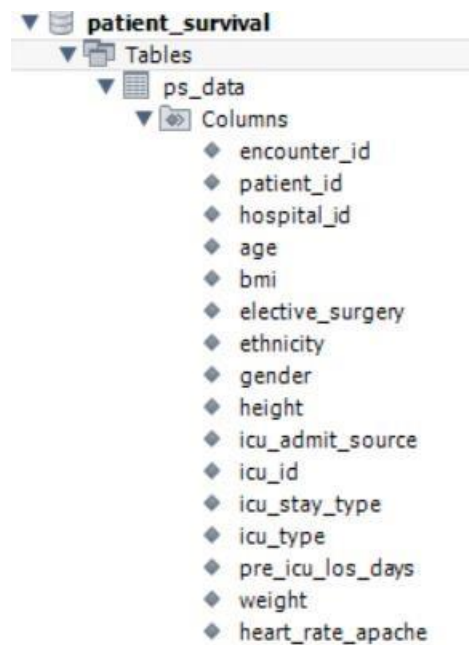 patient_survival
Tables
ps_data
Columns
encounter_id
patient_id
hospital_id
age
bmi
elective_surgery
ethnicity
gender
height
icu_admit_source
icu_id
icu_stay_type
icu_type
pre_icu_los_days
weight
heart_rate_apache